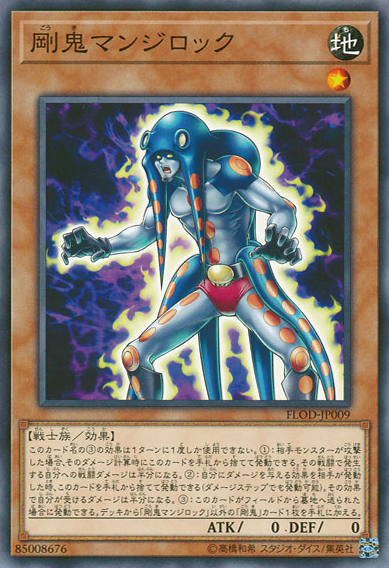 剛鬼マンジロック
地
FLOD-JP009
【戦士族/効果】
このカード名の③の効果は1ターンに1度しか使用できない。①:相手モンスターが攻撃
した場合、そのダメージ計算時にこのカードを手札から捨てて発動できる。その戦闘で発生
する自分への戦闘ダメージは半分になる。②:自分にダメージを与える効果を相手が発動
した時、このカードを手札から捨てて発動できる(ダメージステップでも発動可能)。その効果
で自分が受けるダメージは半分になる。③:このカードがフィールドから墓地へ送られた
場合に発動できる。デッキから「剛鬼マンジロック」以外の「剛鬼」カード1枚を手札に加える。
ATK/ 0 DEF/ 0
85008676
©高橋和希 スタジオ・ダイス/集英社